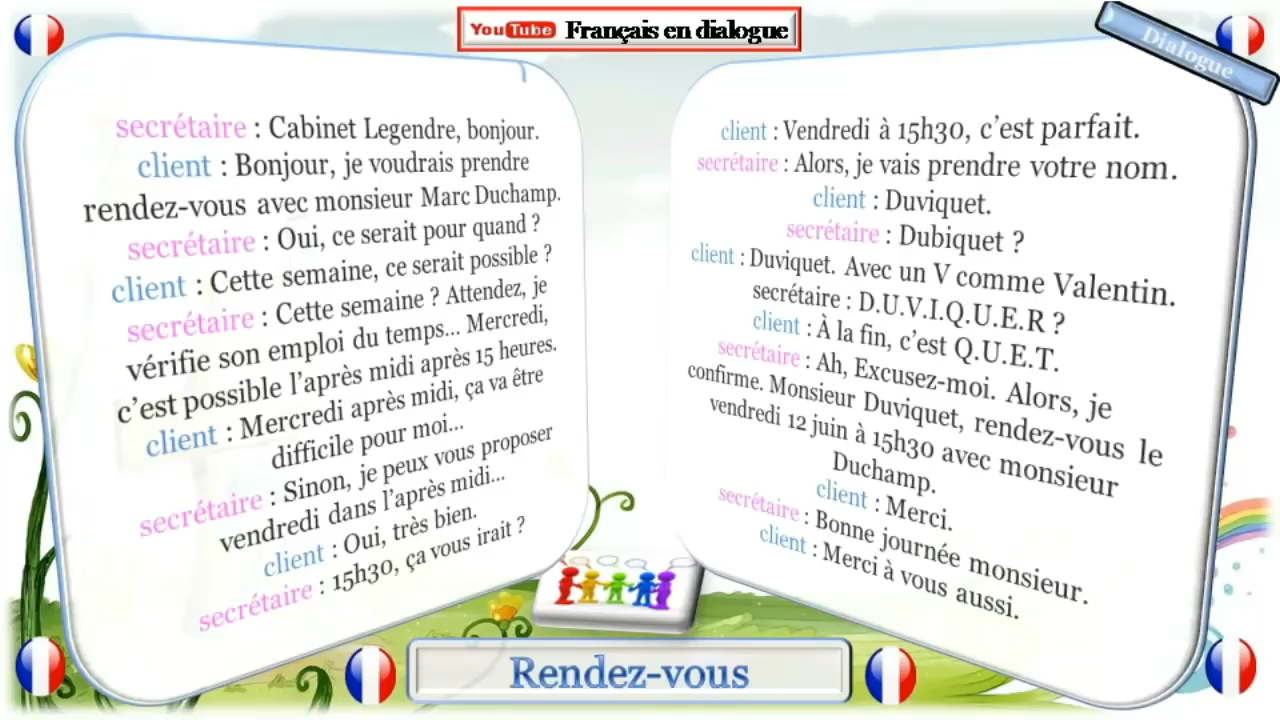 YouTube Français en dialogue
Dialogue
secrétaire : Cabinet Legendre, bonjour.
client : Bonjour, je voudrais prendre
rendez-vous avec monsieur Marc Duchamp.
secrétaire : Oui, ce serait pour quand ?
client : Cette semaine, ce serait possible ?
secrétaire : Cette semaine ? Attendez, je
vérifie son emploi du temps... Mercredi,
c'est possible l'après midi après 15 heures.
client : Mercredi après midi, ça va être
difficile pour moi...
secrétaire : Sinon, je peux vous proposer
vendredi dans l'après midi...
client : Oui, très bien.
secrétaire : 15h30, ça vous irait ?
client : Vendredi à 15h30, c'est parfait.
secrétaire : Alors, je vais prendre votre nom.
client : Duviquet.
secrétaire : Dubiquet ?
client : Duviquet. Avec un V comme Valentin.
secrétaire : D.U.V.I.Q.U.E.R ?
client : À la fin, c'est Q.U.E.T.
secrétaire : Ah, Excusez-moi. Alors, je
confirme. Monsieur Duviquet, rendez-vous le
vendredi 12 juin à 15h30 avec monsieur
Duchamp.
client : Merci.
secrétaire : Bonne journée monsieur.
client : Merci à vous aussi.
Rendez-vous